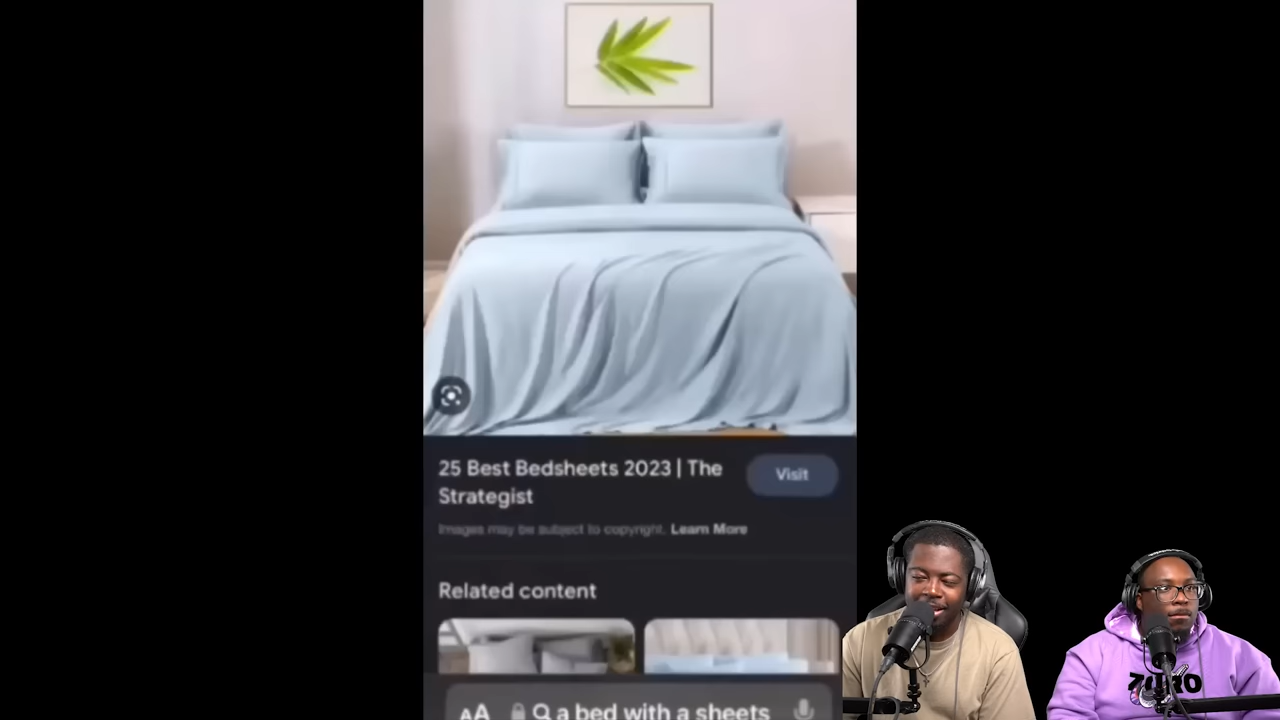 25 Best Bedsheets 2023 | The
Visit
Strategist
Images may be subject to copyright. Learn More
Related content
AA a bed with a sheets